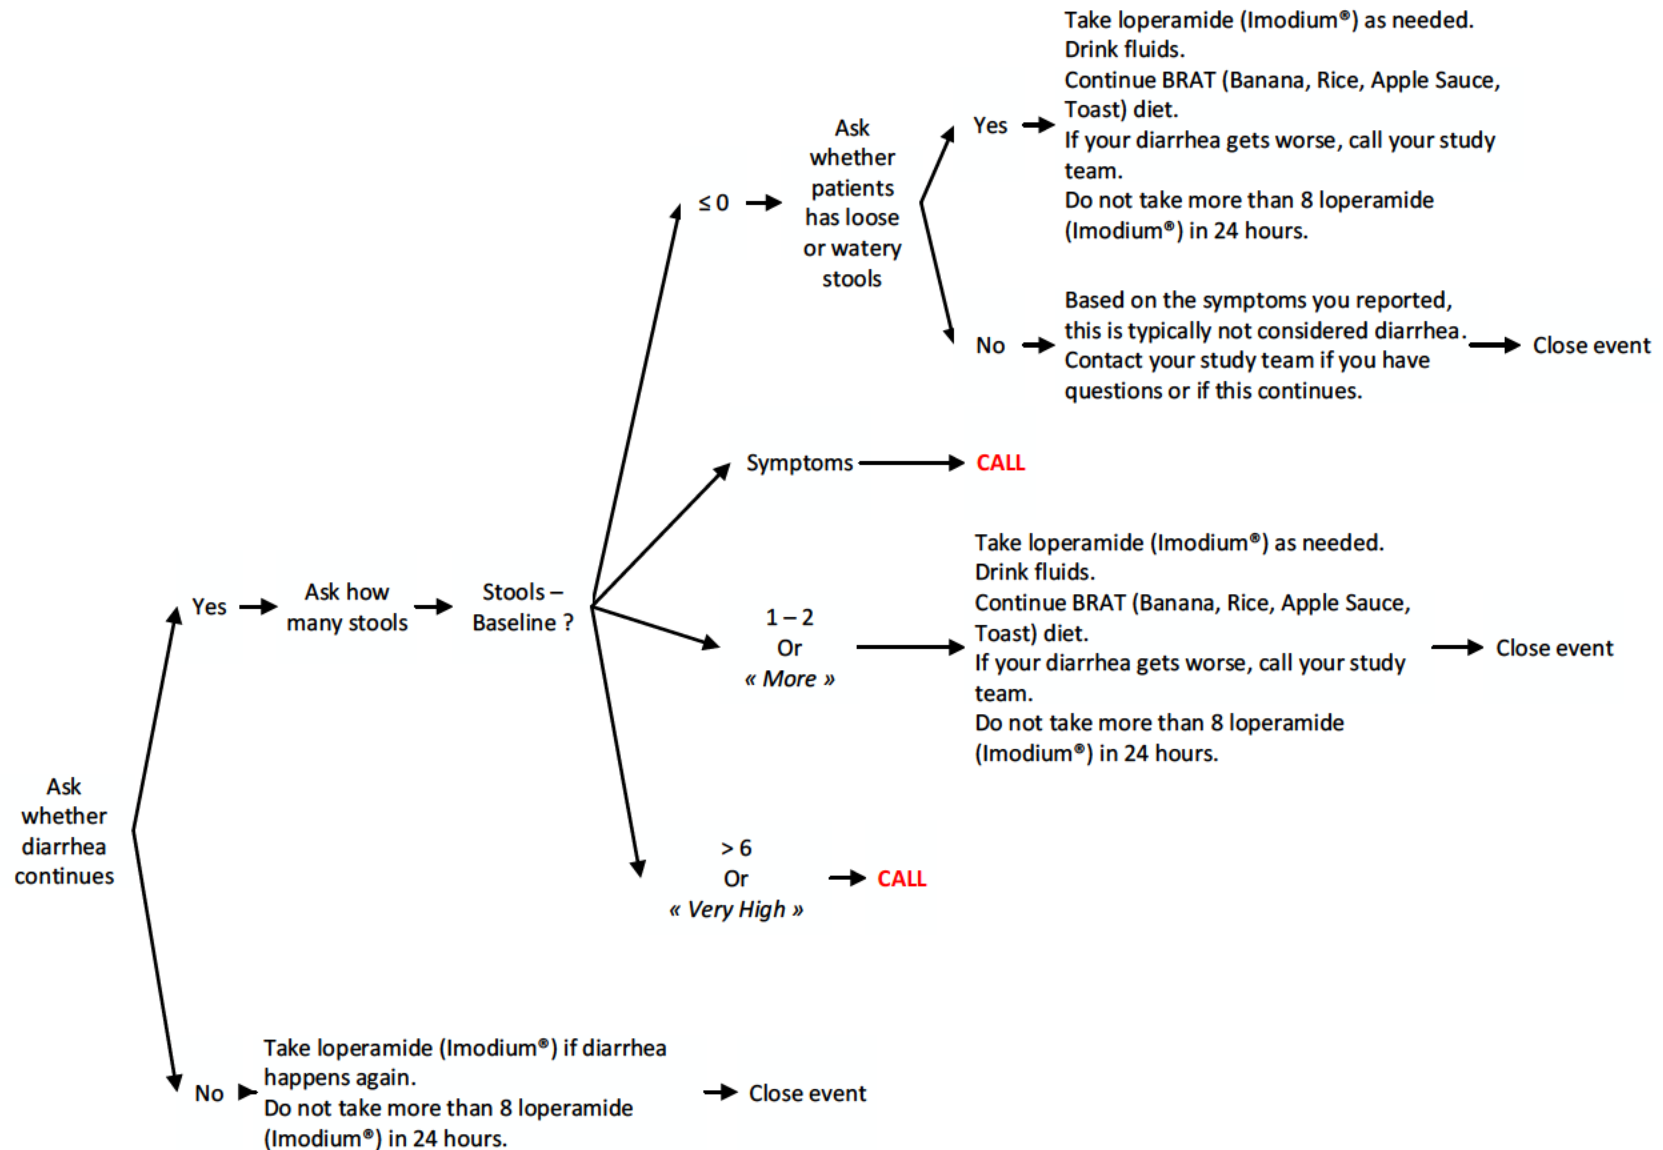 Take loperamide (Imodium®) as needed.
Drink fluids.
Continue BRAT (Banana, Rice, Apple Sauce,
Toast) diet.
If your diarrhea gets worse, call your study
team.
Do not take more than 8 loperamide
(Imodium®) in 24 hours.
Ask
whether
patients
has loose
or watery
stools
Yes
≤ 0
No
Based on the symptoms you reported,
this is typically not considered diarrhea.
Contact your study team if you have
questions or if this continues.
Close event
Symptoms
CALL
Yes
Ask how
many stools
Stools –
Baseline ?
1 – 2
Or
« More »
Take loperamide (Imodium®) as needed.
Drink fluids.
Continue BRAT (Banana, Rice, Apple Sauce,
Toast) diet.
If your diarrhea gets worse, call your study
team.
Do not take more than 8 loperamide
(Imodium®) in 24 hours.
Close event
Ask
whether
diarrhea
continues
> 6
Or
« Very High »
CALL
No
Take loperamide (Imodium®) if diarrhea
happens again.
Do not take more than 8 loperamide
(Imodium®) in 24 hours.
Close event